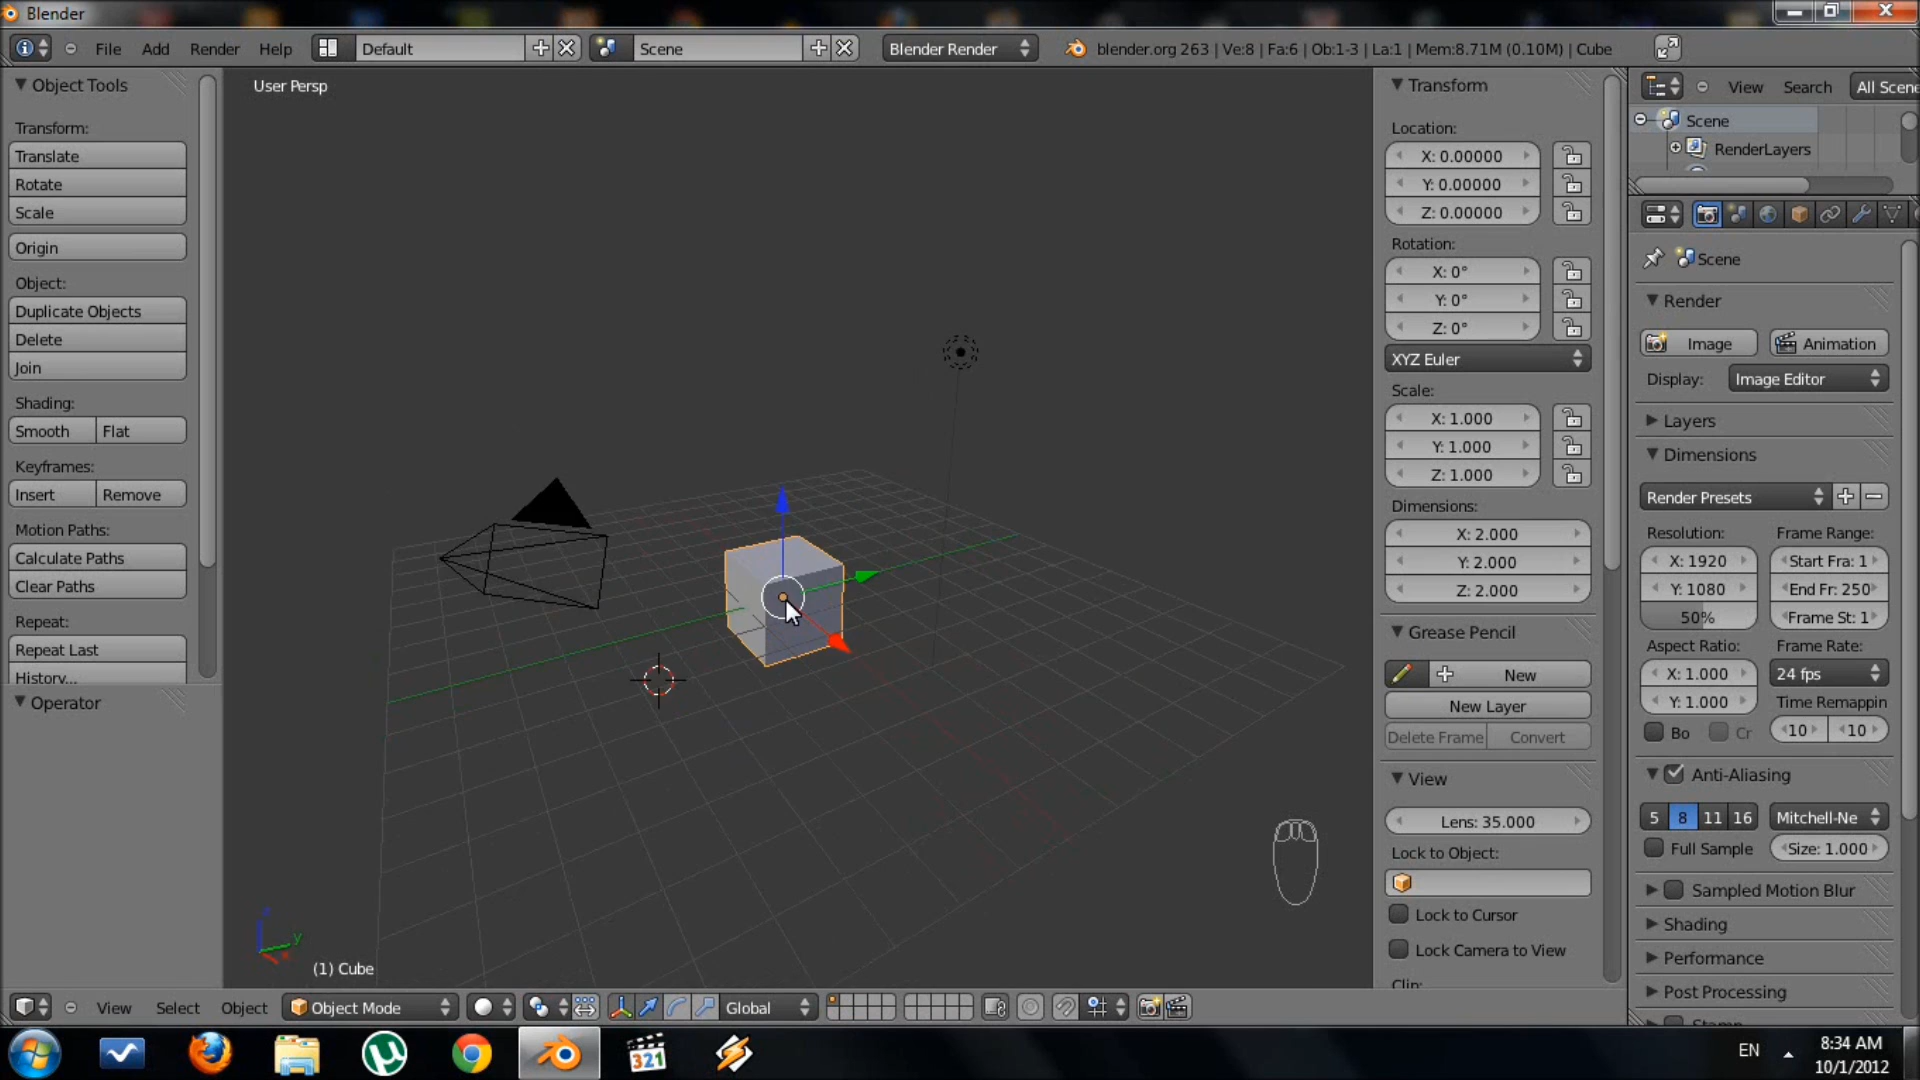 Blender
File Add Render Help Default Scene Blender Render blender.org 263 | Ve:8 | Fa:6 | Ob:1-3 | La:1 | Mem:8.71M (0.10M) | Cube
Object Tools
Transform:
Translate
Rotate
Scale
Origin
Object:
Duplicate Objects
Delete
Join
Shading:
Smooth Flat
Keyframes:
Insert Remove
Motion Paths:
Calculate Paths
Clear Paths
Repeat:
Repeat Last
History...
Operator
User Persp
y
(1) Cube
Transform
Location:
X: 0.00000
Y: 0.00000
Z: 0.00000
Rotation:
X: 0°
Y: 0°
Z: 0°
XYZ Euler
Scale:
X: 1.000
Y: 1.000
Z: 1.000
Dimensions:
X: 2.000
Y: 2.000
Z: 2.000
Grease Pencil
New
New Layer
Delete Frame Convert
View
Lens: 35.000
Lock to Object:
Lock to Cursor
Lock Camera to View
Clip:
View Search All Scene
Scene
RenderLayers
Scene
Render
Image Animation
Display: Image Editor
Layers
Dimensions
Render Presets
Resolution: Frame Range:
X: 1920 Start Fra: 1
Y: 1080 End Fr: 250
50% Frame St: 1
Aspect Ratio: Frame Rate:
X: 1.000 24 fps
Y: 1.000 Time Remappin
Bo Cr 10 10
Anti-Aliasing
5 8 11 16 Mitchell-Ne
Full Sample Size: 1.000
Sampled Motion Blur
Shading
Performance
Post Processing
View Select Object Object Mode Global
321
EN
8:34 AM
10/1/2012